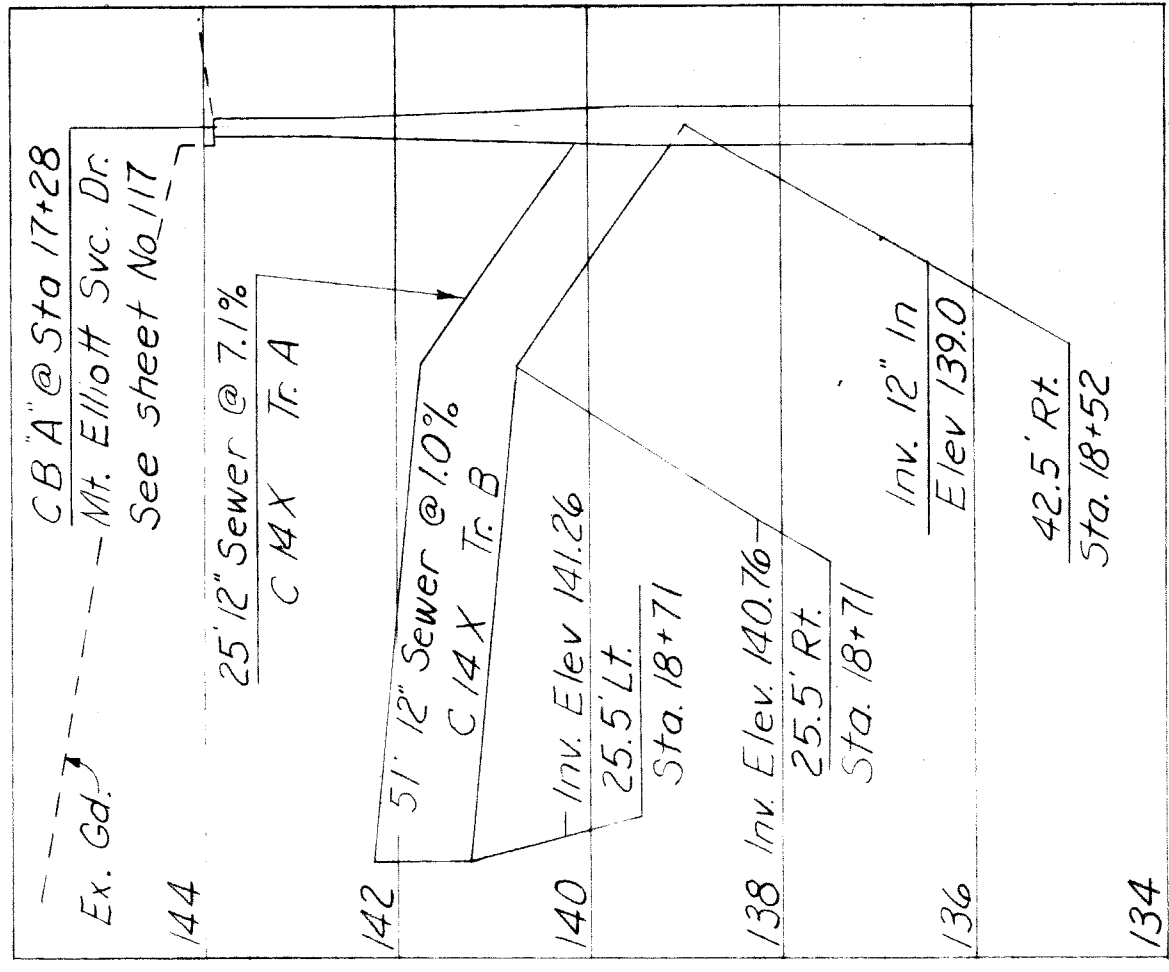 CB "A" @ Sta 17+28
Mt. Elliott Svc. Dr.
See sheet No 117
Ex. Gd.
144
25' 12" Sewer @ 7.1%
C 14 X Tr. A
142
51' 12" Sewer @ 1.0%
C 14 X Tr. B
140
Inv. Elev 141.26
25.5' Lt.
Sta. 18+71
138
Inv. Elev. 140.76
25.5' Rt.
Sta. 18+71
Inv. 12" In
Elev 139.0
136
42.5' Rt.
Sta. 18+52
134